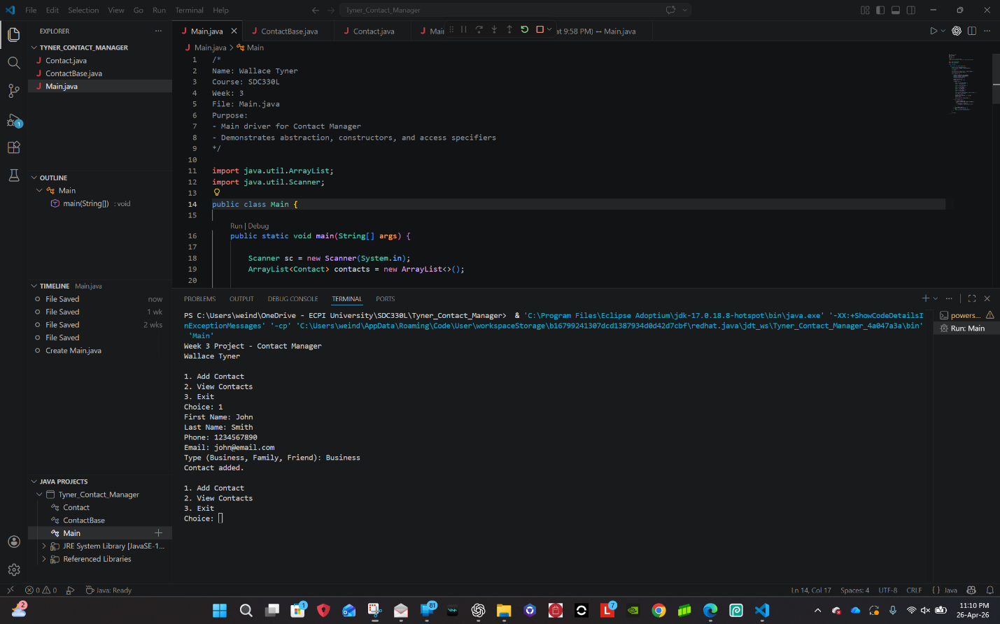 File Edit Selection View Go Run Terminal Help
Tyner_Contact_Manager
EXPLORER
TYNER_CONTACT_MANAGER
Contact.java
ContactBase.java
Main.java
OUTLINE
Main
main(String[]) : void
TIMELINE Main.java
File Saved now
File Saved 1 wk
File Saved 2 wks
File Saved
Create Main.java
JAVA PROJECTS
Tyner_Contact_Manager
Contact
ContactBase
Main
JRE System Library [JavaSE-1...
Referenced Libraries
Main.java ContactBase.java Contact.java Mai at 9:58 PM) ↔ Main.java
Main.java > Main
1 /*
2 Name: Wallace Tyner
3 Course: SDC330L
4 Week: 3
5 File: Main.java
6 Purpose:
7 - Main driver for Contact Manager
8 - Demonstrates abstraction, constructors, and access specifiers
9 */
10
11 import java.util.ArrayList;
12 import java.util.Scanner;
13
14 public class Main {
15
Run | Debug
16 public static void main(String[] args) {
17
18 Scanner sc = new Scanner(System.in);
19 ArrayList<Contact> contacts = new ArrayList<>();
20
PROBLEMS OUTPUT DEBUG CONSOLE TERMINAL PORTS
PS C:\Users\weind\OneDrive - ECPI University\SDC330L\Tyner_Contact_Manager> & 'C:\Program Files\Eclipse Adoptium\jdk-17.0.18.8-hotspot\bin\java.exe' '-XX:+ShowCodeDetailsI
nExceptionMessages' '-cp' 'C:\Users\weind\AppData\Roaming\Code\User\workspaceStorage\b16799241307dcd1387934d0d42d7cbf\redhat.java\jdt_ws\Tyner_Contact_Manager_4a047a3a\bin'
'Main'
Week 3 Project - Contact Manager
Wallace Tyner
1. Add Contact
2. View Contacts
3. Exit
Choice: 1
First Name: John
Last Name: Smith
Phone: 1234567890
Email: john@email.com
Type (Business, Family, Friend): Business
Contact added.
1. Add Contact
2. View Contacts
3. Exit
Choice:
powers...
Run: Main
0 0 Java: Ready
Ln 14, Col 17 Spaces: 4 UTF-8 CRLF { } Java
2
1
81
7
11:10 PM
26-Apr-26